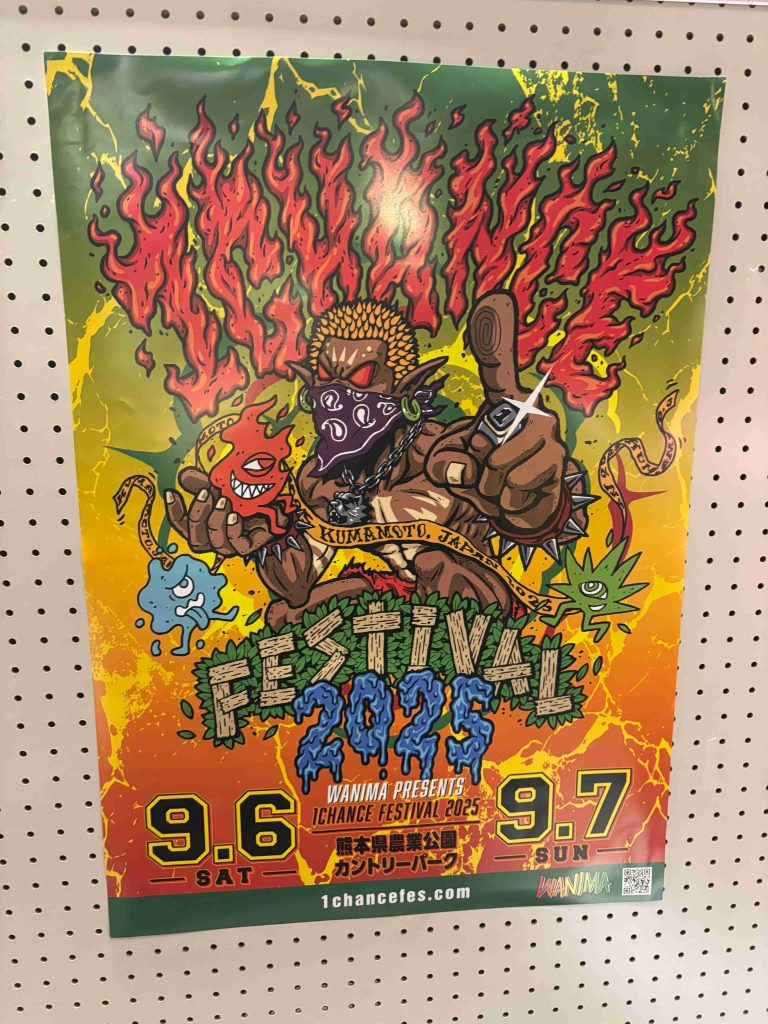 1CHANCE
KUMAMOTO, JAPAN
FESTIVAL
2025
WANIMA PRESENTS
1CHANCE FESTIVAL 2025
9.6
SAT
熊本県農業公園
カントリーパーク
9.7
SUN
1chancefes.com
WANIMA